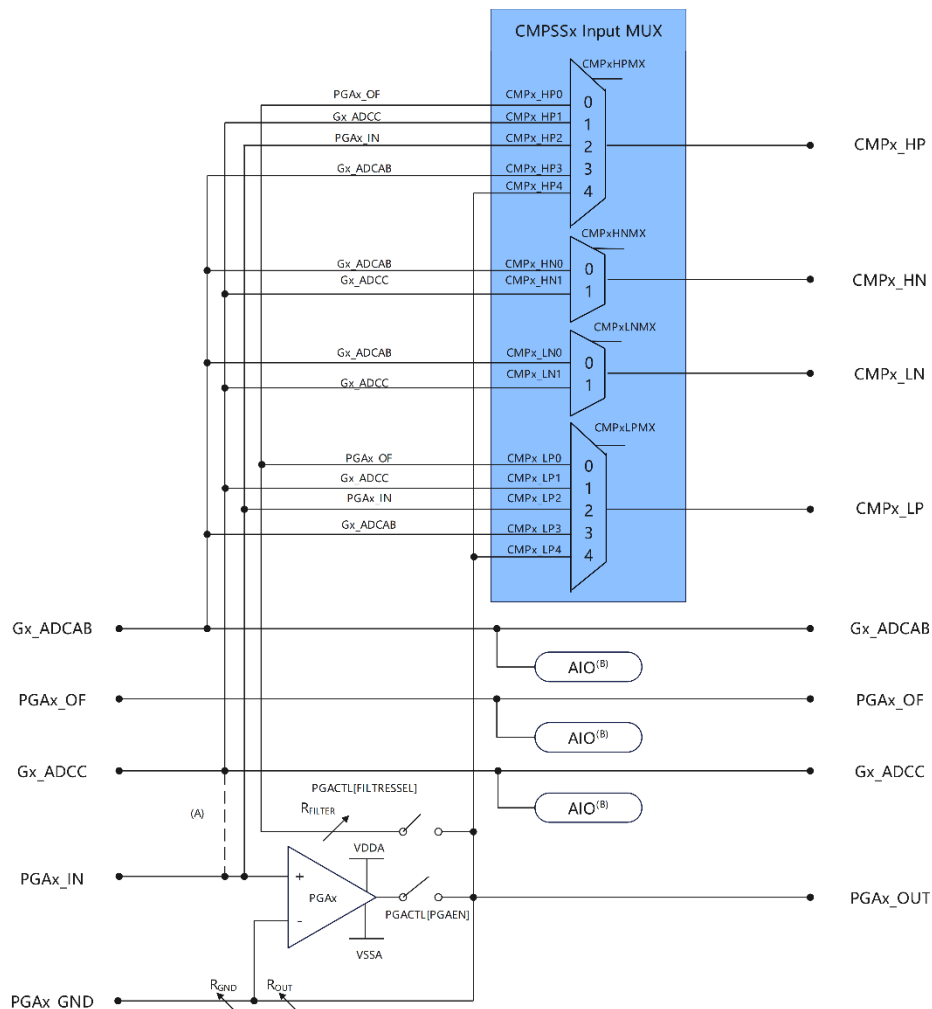 CMPSSx Input MUX
CMPxHPMX
PGAx_OF
CMPx_HP0
0
Gx_ADCC
CMPx_HP1
1
PGAx_IN
CMPx_HP2
2
CMPx_HP
Gx_ADCAB
CMPx_HP3
3
CMPx_HP4
4
CMPxHNMX
Gx_ADCAB
CMPx_HN0
0
Gx_ADCC
CMPx_HN1
1
CMPx_HN
CMPxLNMX
Gx_ADCAB
CMPx_LN0
0
Gx_ADCC
CMPx_LN1
1
CMPx_LN
CMPxLPMX
PGAx_OF
CMPx_LP0
0
Gx_ADCC
CMPx_LP1
1
PGAx_IN
CMPx_LP2
2
CMPx_LP
Gx_ADCAB
CMPx_LP3
3
CMPx_LP4
4
Gx_ADCAB
Gx_ADCAB
AIO(B)
PGAx_OF
PGAx_OF
AIO(B)
Gx_ADCC
Gx_ADCC
AIO(B)
PGACTL[FILTRESSEL]
(A)
RFILTER
VDDA
PGAx_IN
+
PGAx
-
PGACTL[PGAEN]
PGAx_OUT
VSSA
RGND
ROUT
PGAx_GND